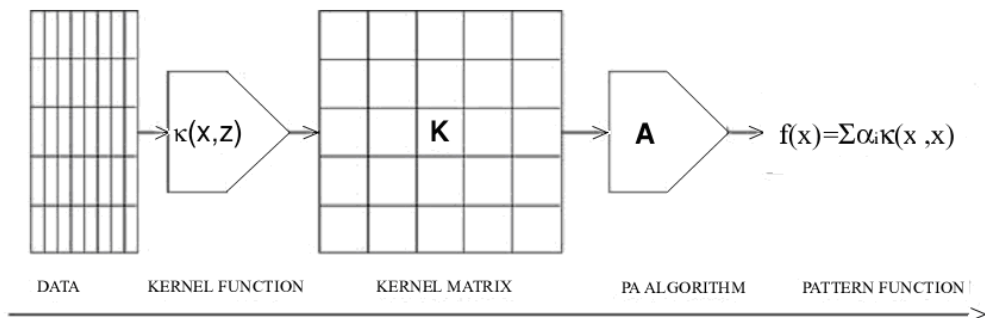 κ(x,z)
K
A
f(x)=Σαᵢκ(x ,x)
DATA
KERNEL FUNCTION
KERNEL MATRIX
PA ALGORITHM
PATTERN FUNCTION